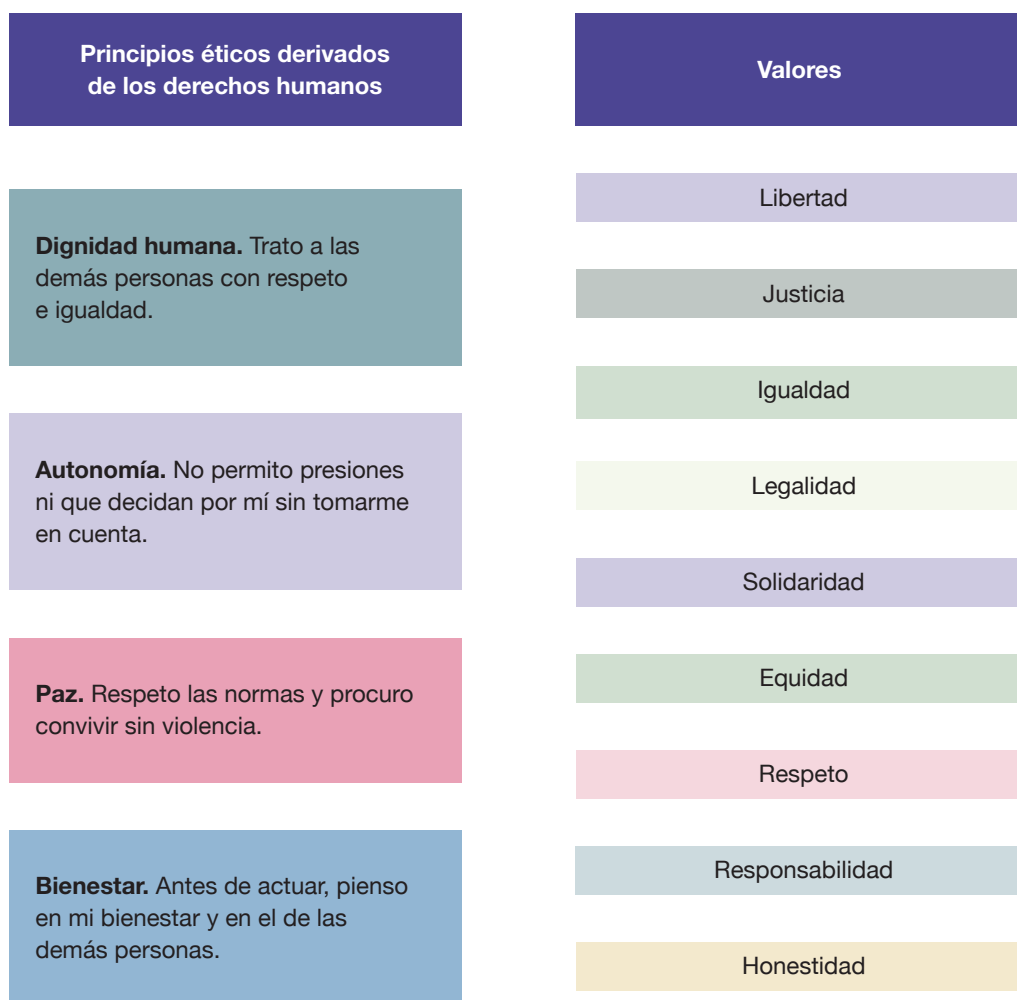 Principios éticos derivados
de los derechos humanos
Dignidad humana. Trato a las
demás personas con respeto
e igualdad.
Autonomía. No permito presiones
ni que decidan por mí sin tomarme
en cuenta.
Paz. Respeto las normas y procuro
convivir sin violencia.
Bienestar. Antes de actuar, pienso
en mi bienestar y en el de las
demás personas.
Valores
Libertad
Justicia
Igualdad
Legalidad
Solidaridad
Equidad
Respeto
Responsabilidad
Honestidad